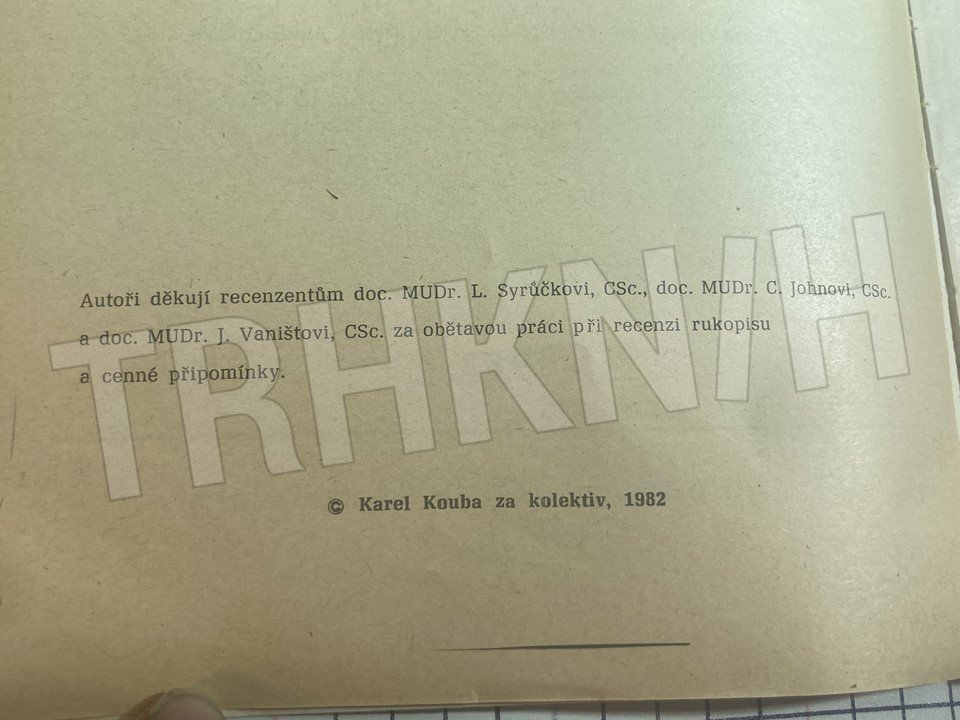 Autoři děkují recenzentům doc. MUDr. L. Syrůčkovi, CSc., doc. MUDr. C. Johnovi, CSc.
a doc. MUDr. J. Vaništovi, CSc. za obětavou práci při recenzi rukopisu
a cenné připomínky.
© Karel Kouba za kolektiv, 1982
TRHKNIH